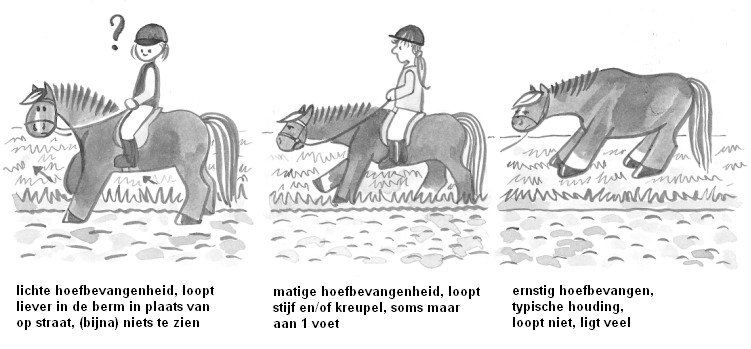 ?
lichte hoefbevangenheid, loopt
liever in de berm in plaats van
op straat, (bijna) niets te zien
matige hoefbevangenheid, loopt
stijf en/of kreupel, soms maar
aan 1 voet
ernstig hoefbevangen,
typische houding,
loopt niet, ligt veel